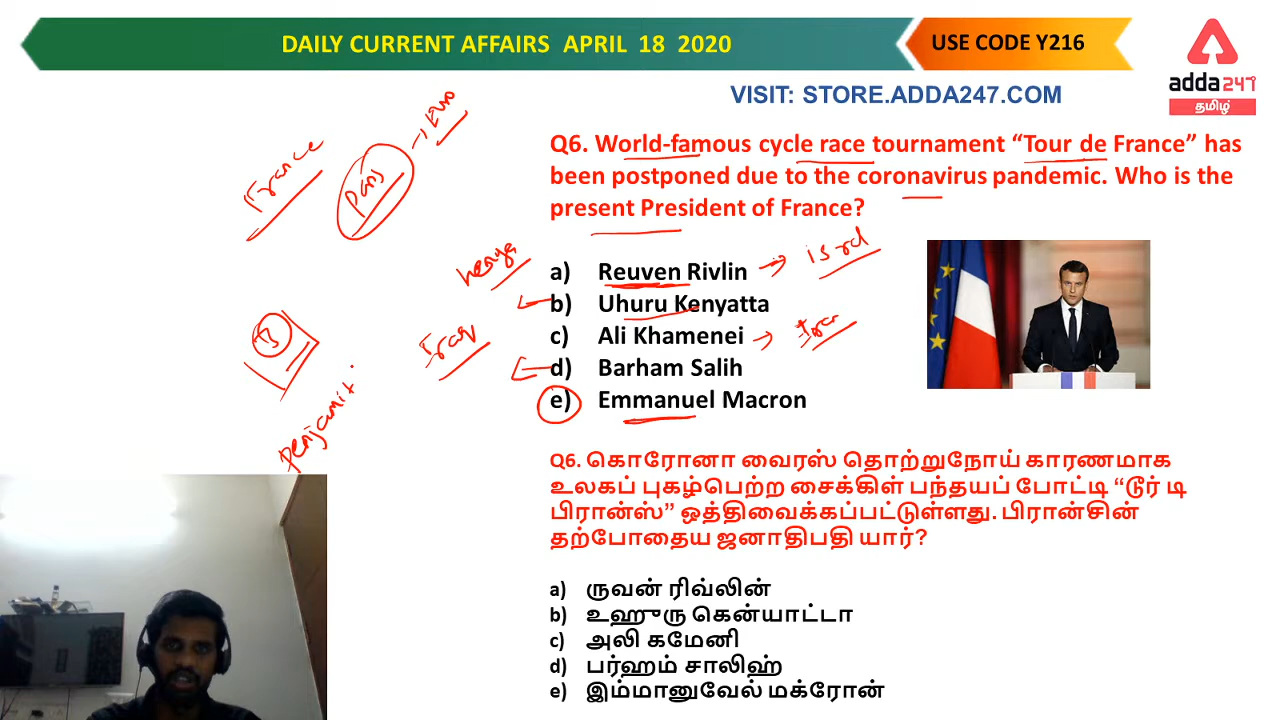 DAILY CURRENT AFFAIRS APRIL 18 2020
USE CODE Y216
adda247
தமிழ்
VISIT: STORE.ADDA247.COM
France
Paris → Euro
Q6. World-famous cycle race tournament “Tour de France” has
been postponed due to the coronavirus pandemic. Who is the
present President of France?
a) Reuven Rivlin
b) Uhuru Kenyatta
c) Ali Khamenei
d) Barham Salih
e) Emmanuel Macron
Iraq
Q6. கொரோனா வைரஸ் தொற்றுநோய் காரணமாக
உலகப் புகழ்பெற்ற சைக்கிள் பந்தயப் போட்டி “டூர் டி
பிரான்ஸ்” ஒத்திவைக்கப்பட்டுள்ளது. பிரான்சின்
தற்போதைய ஜனாதிபதி யார்?
a) ருவன் ரிவ்லின்
b) உஹுரு கென்யாட்டா
c) அலி கமேனி
d) பர்ஹம் சாலிஹ்
e) இம்மானுவேல் மக்ரோன்